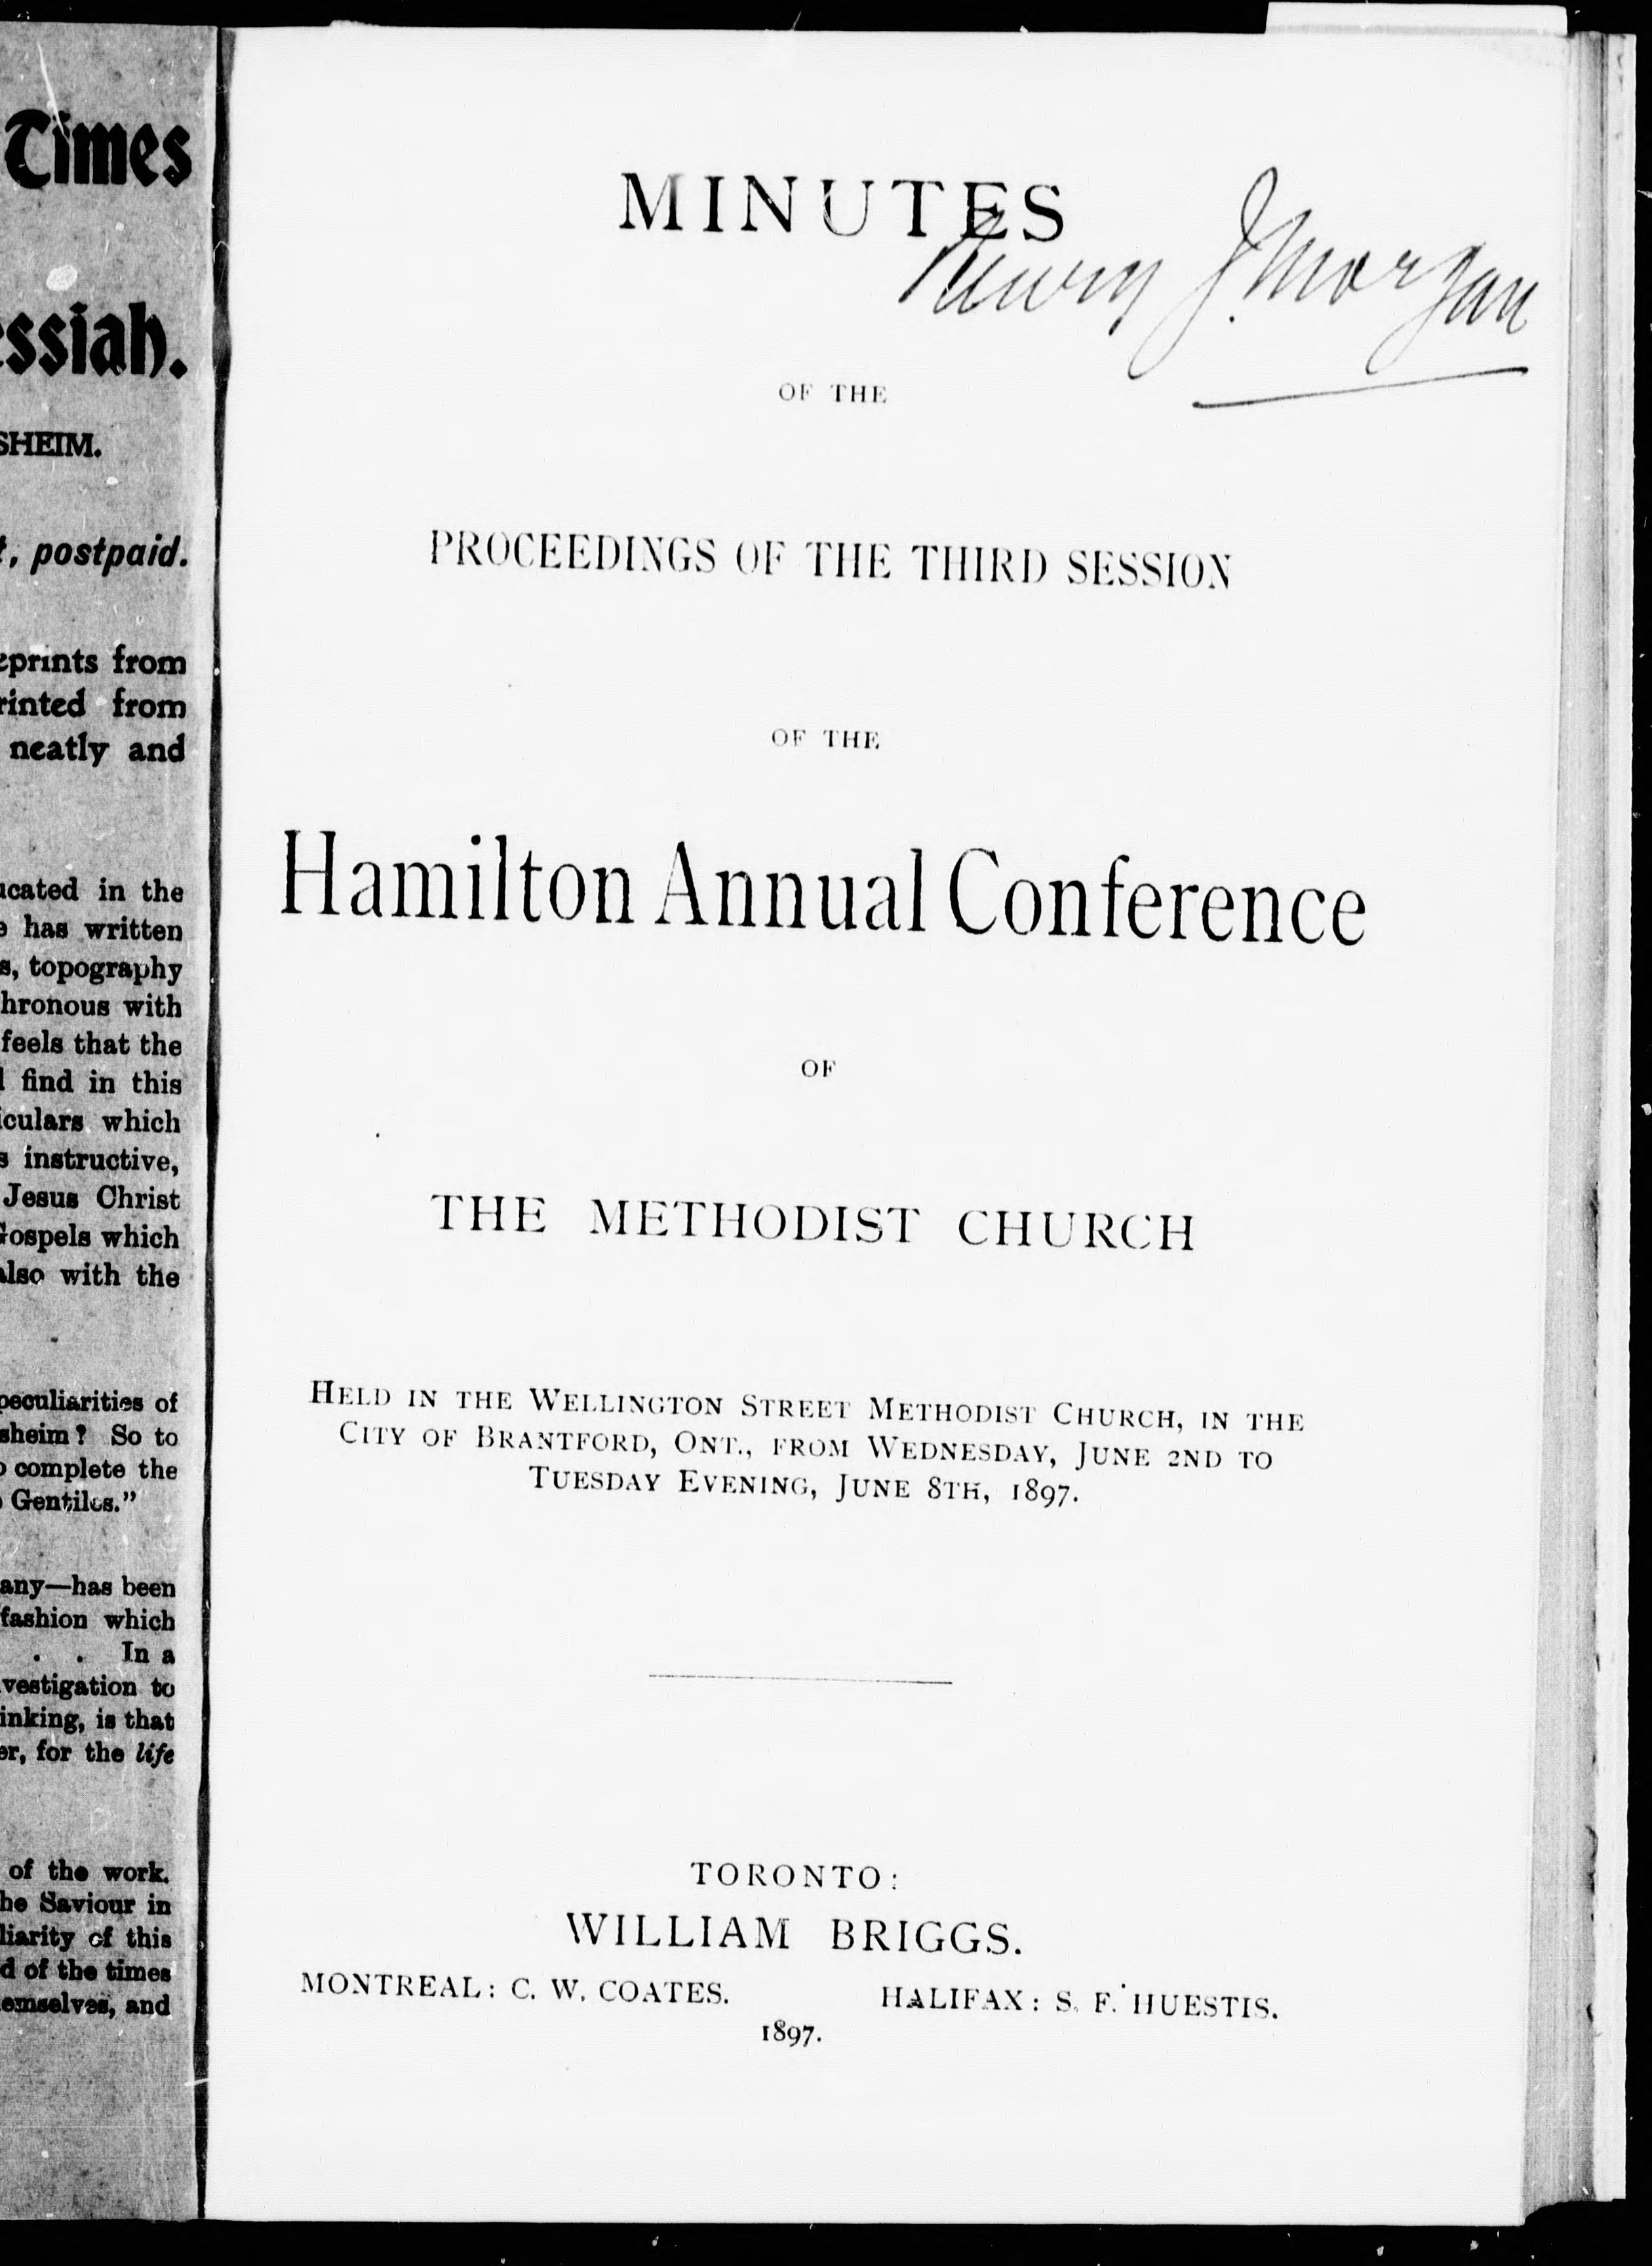 Times
ssiah.
SHEIM.
, postpaid.
eprints from
rinted from
neatly and
ucated in the
has written
s, topography
hronous with
feels that the
find in this
iculars which
s instructive,
Jesus Christ
Gospels which
also with the
peculiarities of
sheim? So to
complete the
Gentiles."
any—has been
fashion which
. . In a
vestigation to
inking, is that
er, for the life
of the work.
he Saviour in
liarity of this
d of the times
emselves, and
MINUTES
Henry J. Morgan
OF THE
PROCEEDINGS OF THE THIRD SESSION
OF THE
Hamilton Annual Conference
OF
THE METHODIST CHURCH
HELD IN THE WELLINGTON STREET METHODIST CHURCH, IN THE
CITY OF BRANTFORD, ONT., FROM WEDNESDAY, JUNE 2ND TO
TUESDAY EVENING, JUNE 8TH, 1897.
TORONTO:
WILLIAM BRIGGS.
MONTREAL: C. W. COATES. HALIFAX: S. F. HUESTIS.
1897.